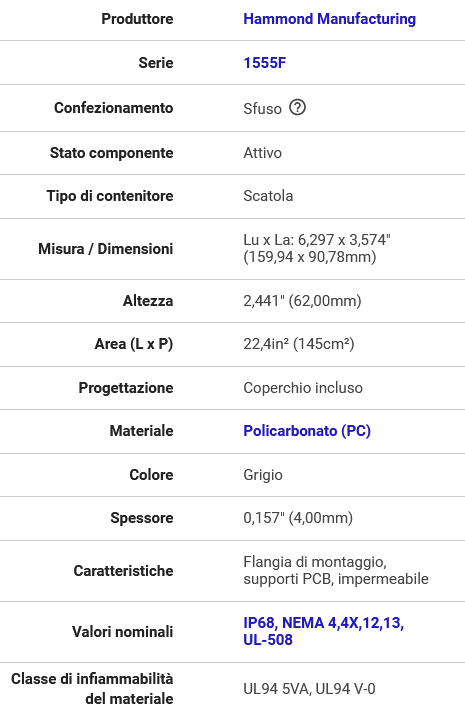 Produttore Hammond Manufacturing
Serie 1555F
Confezionamento Sfuso ?
Stato componente Attivo
Tipo di contenitore Scatola
Misura / Dimensioni Lu x La: 6,297 x 3,574"
(159,94 x 90,78mm)
Altezza 2,441" (62,00mm)
Area (L x P) 22,4in² (145cm²)
Progettazione Coperchio incluso
Materiale Policarbonato (PC)
Colore Grigio
Spessore 0,157" (4,00mm)
Caratteristiche Flangia di montaggio,
supporti PCB, impermeabile
Valori nominali IP68, NEMA 4,4X,12,13,
UL-508
Classe di infiammabilità
del materiale UL94 5VA, UL94 V-0